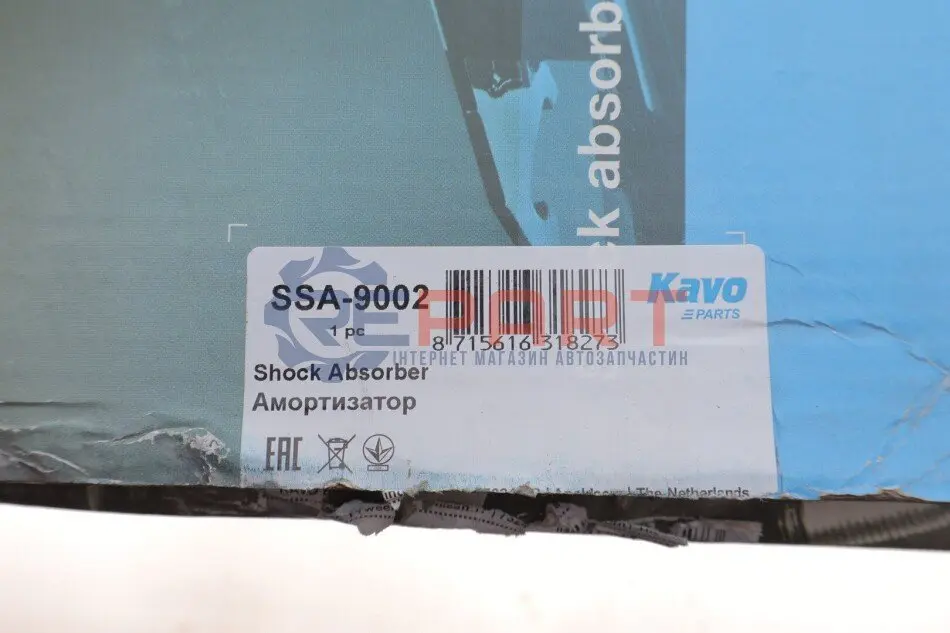 ck absorb
SSA-9002
1 pc
8 715616 318273
Kavo
PARTS
REPART
ІНТЕРНЕТ МАГАЗИН АВТОЗАПЧАСТИН
Shock Absorber
Амортизатор
EAC
The Netherlands